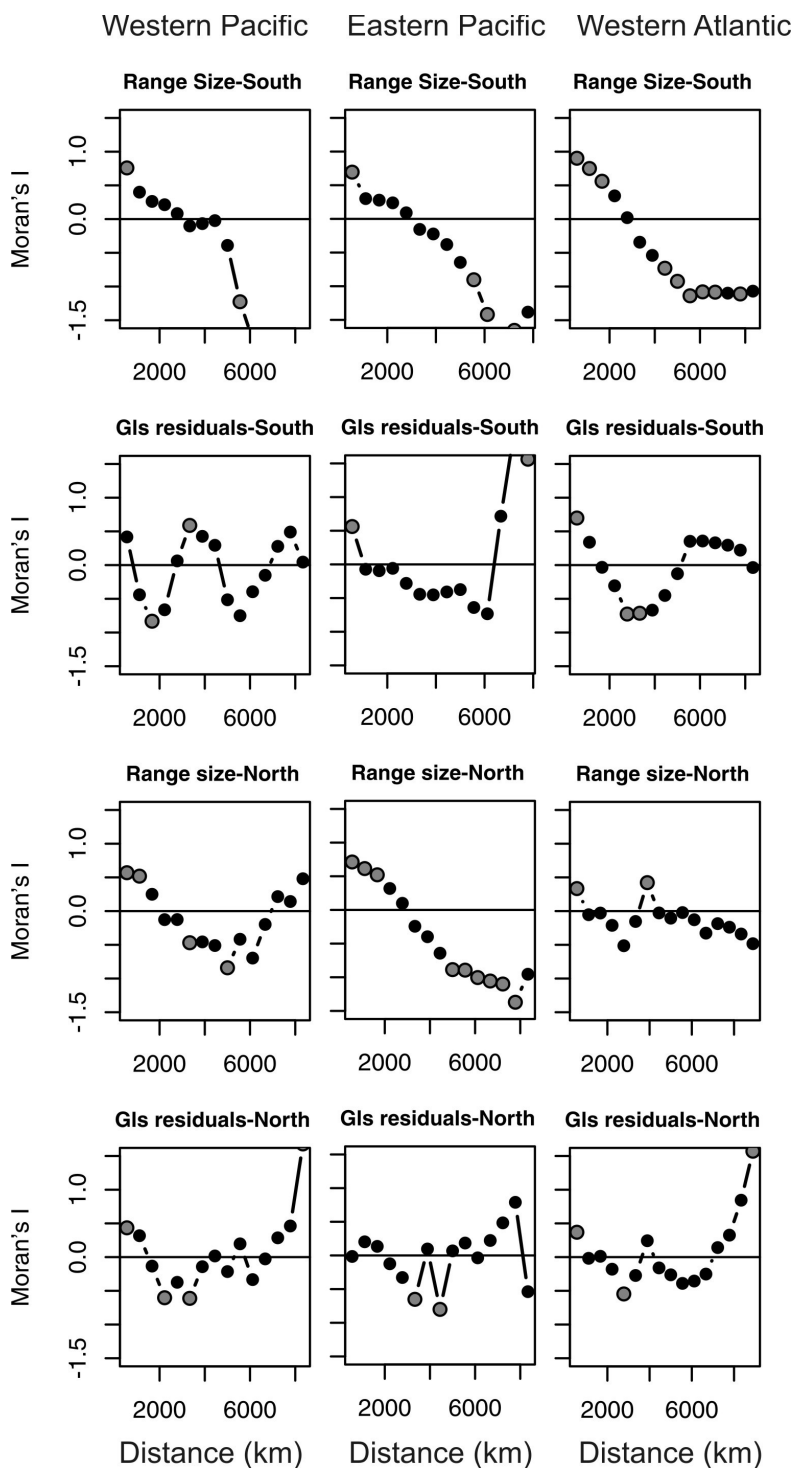 Western Pacific Eastern Pacific Western Atlantic
Range Size-South Range Size-South Range Size-South
Moran's I
1.0
0.0
-1.5
2000 6000 2000 6000 2000 6000
Gls residuals-South Gls residuals-South Gls residuals-South
Moran's I
1.0
0.0
-1.5
2000 6000 2000 6000 2000 6000
Range size-North Range size-North Range size-North
Moran's I
1.0
0.0
-1.5
2000 6000 2000 6000 2000 6000
Gls residuals-North Gls residuals-North Gls residuals-North
Moran's I
1.0
0.0
-1.5
2000 6000 2000 6000 2000 6000
Distance (km) Distance (km) Distance (km)